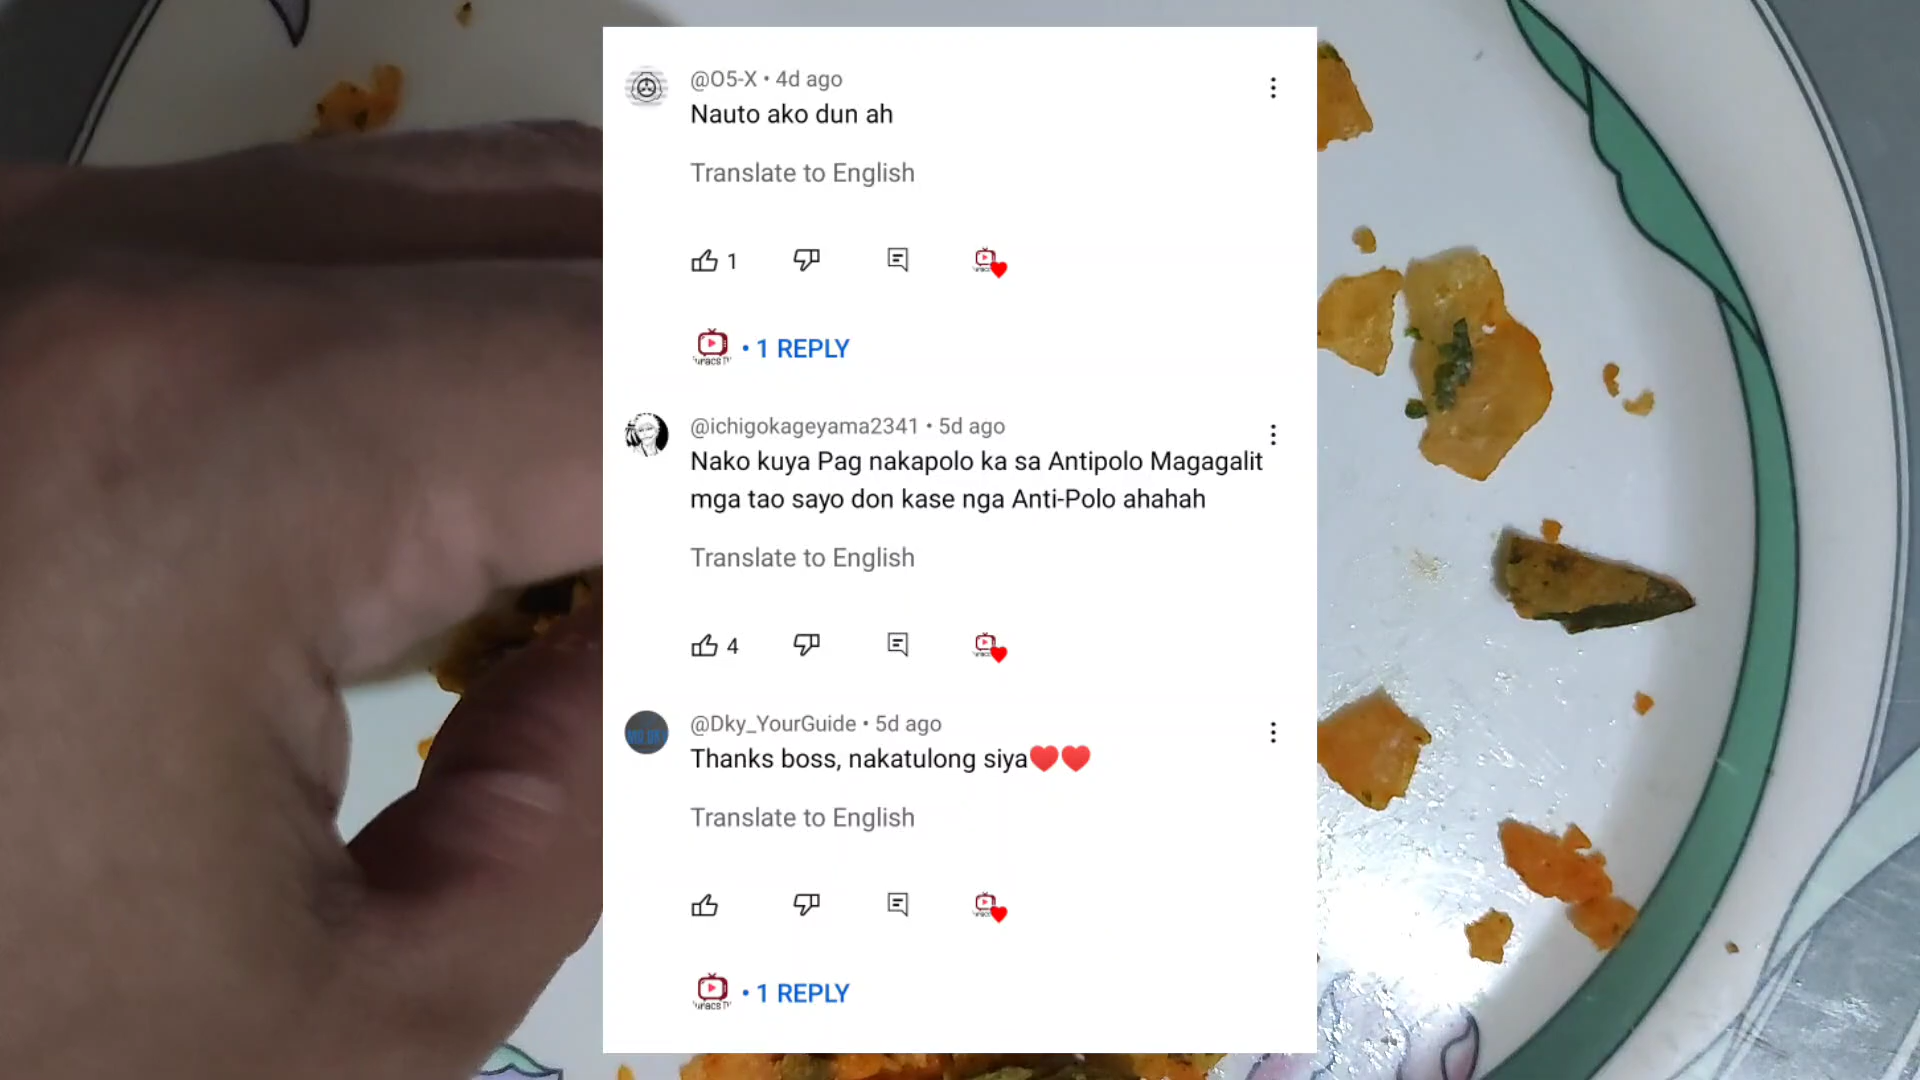 @O5-X • 4d ago
Nauto ako dun ah
Translate to English
1
• 1 REPLY
@ichigokageyama2341 • 5d ago
Nako kuya Pag nakapolo ka sa Antipolo Magagalit
mga tao sayo don kase nga Anti-Polo ahahah
Translate to English
4
@Dky_YourGuide • 5d ago
Thanks boss, nakatulong siya❤️❤️
Translate to English
• 1 REPLY